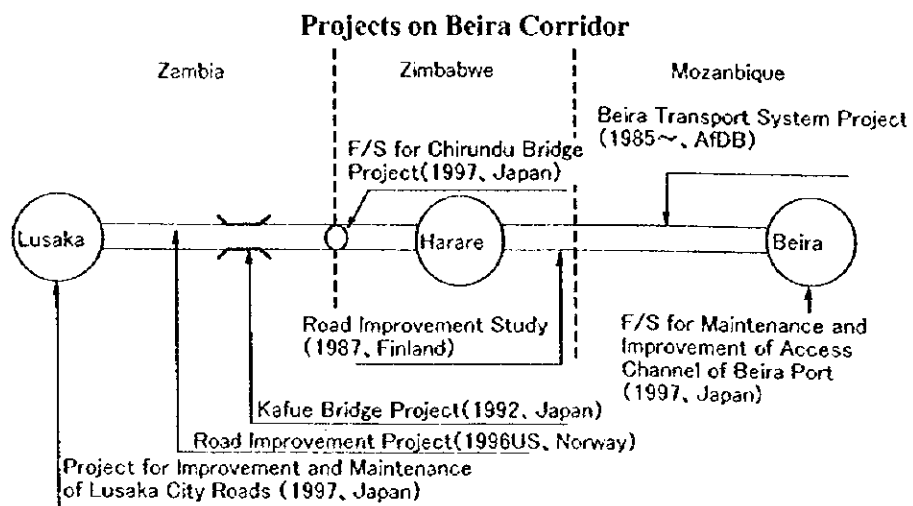 Projects on Beira Corridor
Zambia
Zimbabwe
Mozanbique
Beira Transport System Project
(1985～、AfDB)
F/S for Chirundu Bridge
Project(1997、Japan)
Lusaka
Harare
Beira
Road Improvement Study
(1987、Finland)
F/S for Maintenance and
Improvement of Access
Channel of Beira Port
(1997、Japan)
Kafue Bridge Project(1992、Japan)
Road Improvement Project(1996US、Norway)
Project for Improvement and Maintenance
of Lusaka City Roads (1997、Japan)